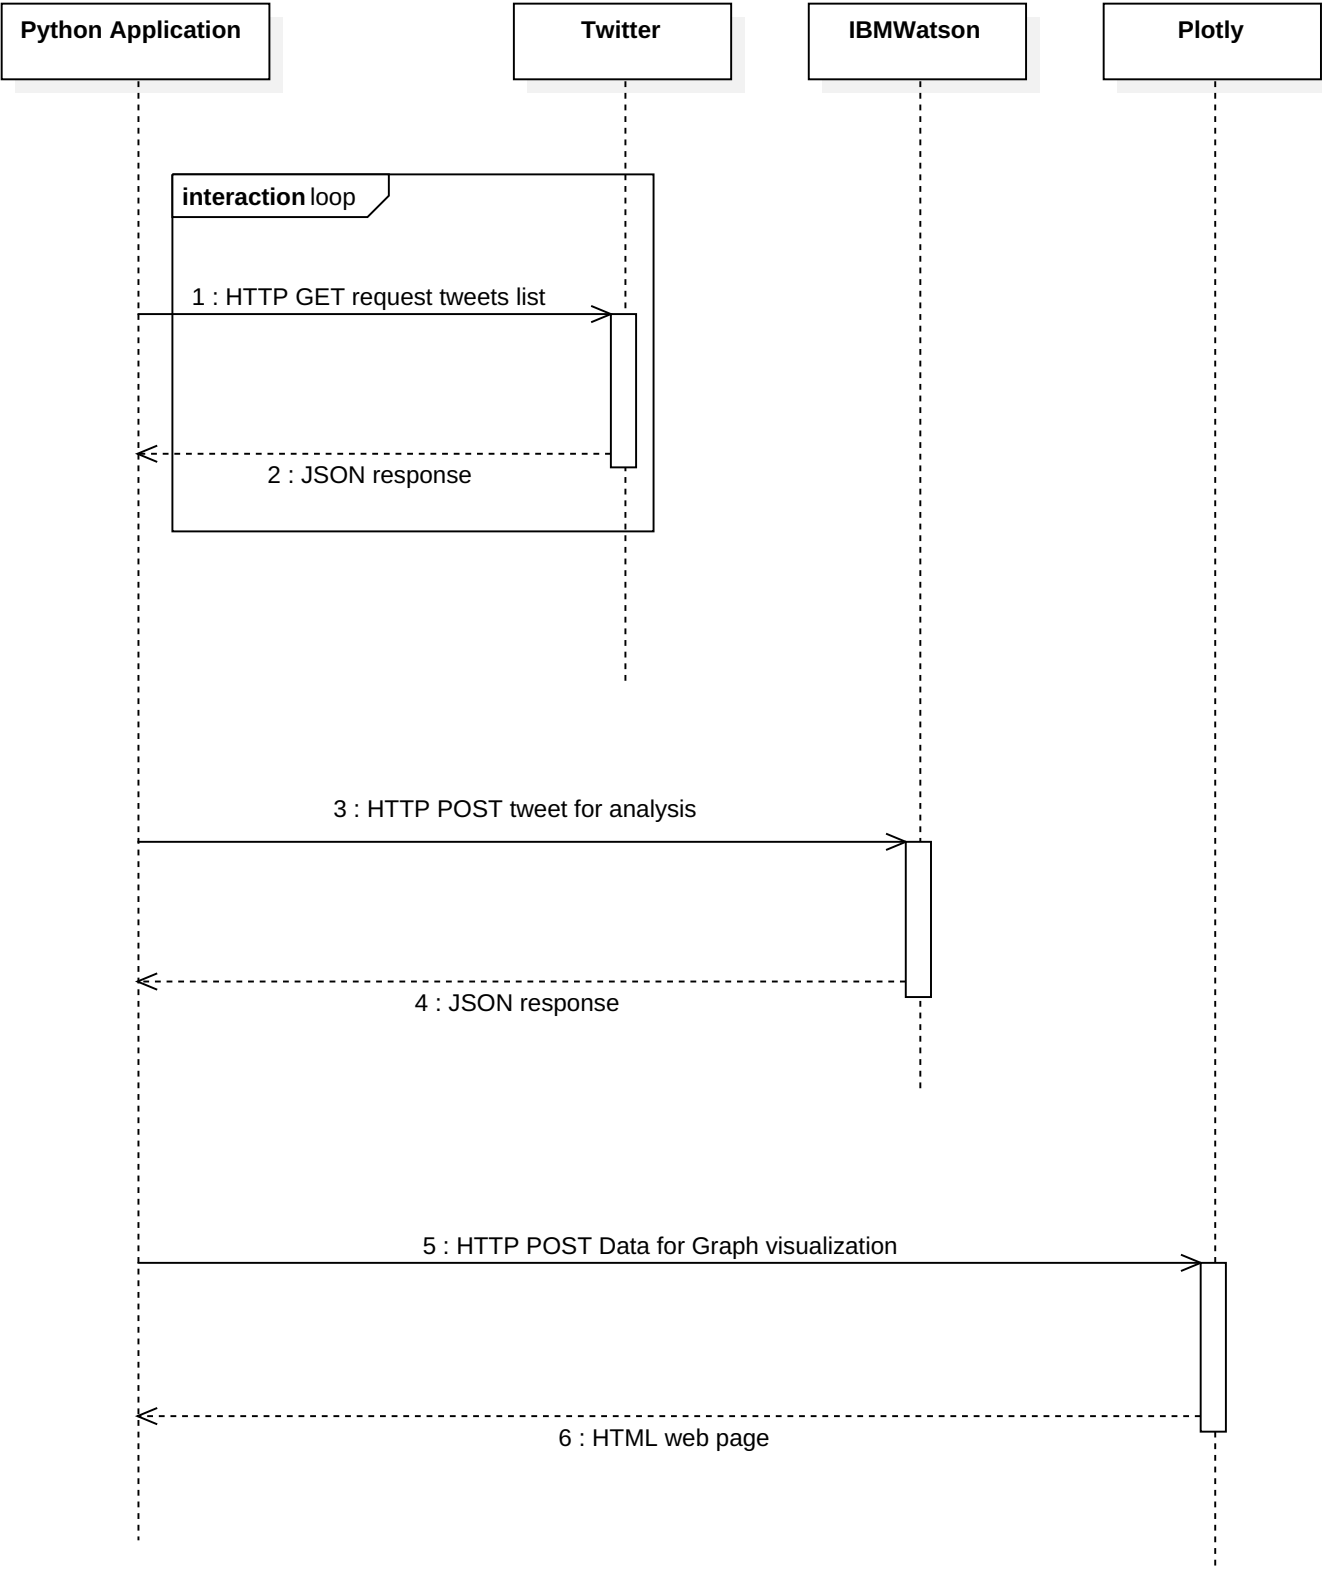 Python Application
Twitter
IBMWatson
Plotly
interaction loop
1 : HTTP GET request tweets list
2 : JSON response
3 : HTTP POST tweet for analysis
4 : JSON response
5 : HTTP POST Data for Graph visualization
6 : HTML web page